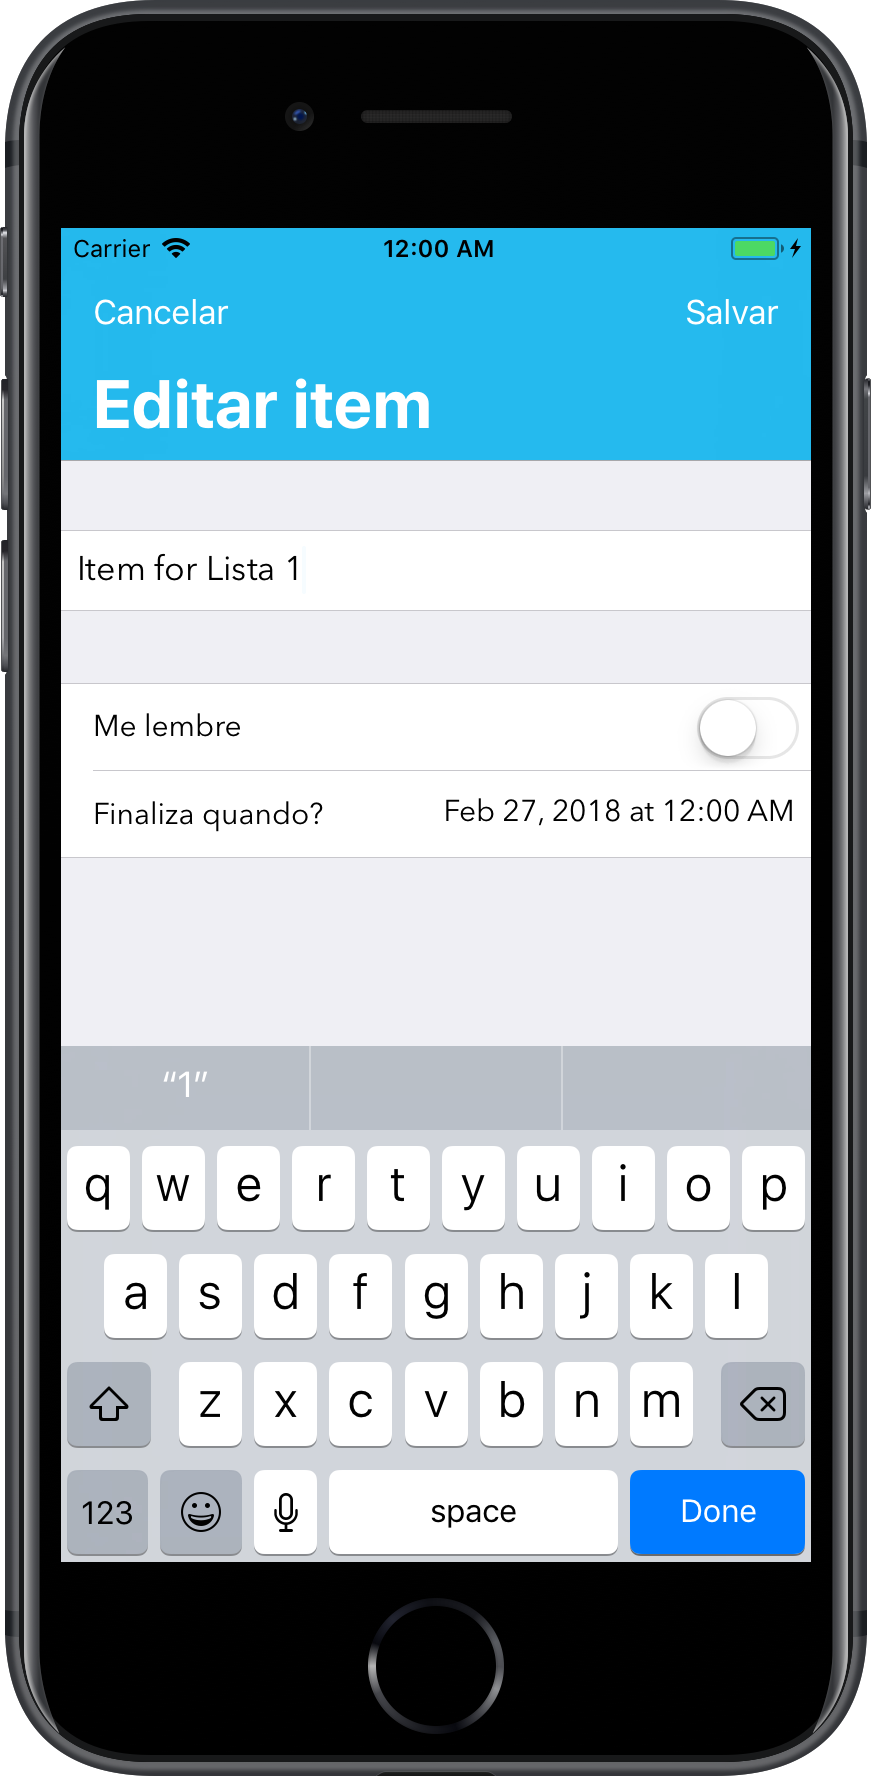 Carrier 12:00 AM
Cancelar Salvar
Editar item
Item for Lista 1
Me lembre
Finaliza quando? Feb 27, 2018 at 12:00 AM
“1”
q w e r t y u i o p
a s d f g h j k l
z x c v b n m
123 space Done